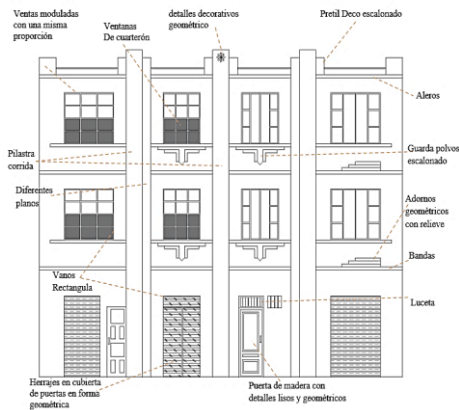 Ventas moduladas
con una misma
proporción
Ventanas
De cuarterón
detalles decorativos
geométrico
Pretil Deco escalonado
Aleros
Pilastra
corrida
Guarda polvos
escalonado
Diferentes
planos
Adornos
geométricos
con relieve
Bandas
Vanos
Rectangula
Luceta
Herrajes en cubierta
de puertas en forma
geométrica
Puerta de madera con
detalles lisos y geométricos